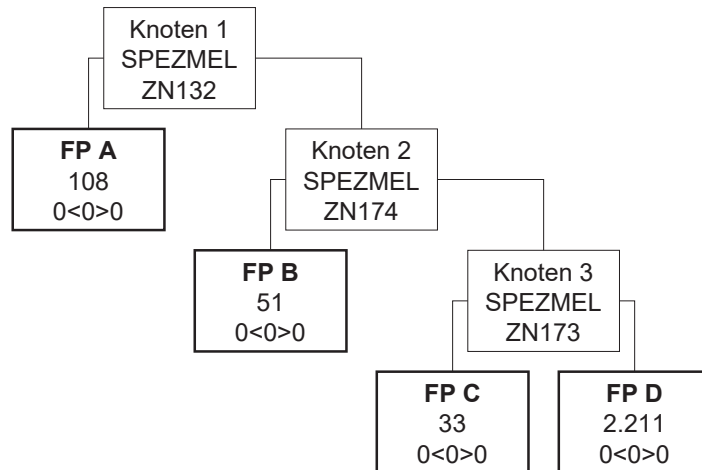 Knoten 1
SPEZMEL
ZN132
FP A
108
0<0>0
Knoten 2
SPEZMEL
ZN174
FP B
51
0<0>0
Knoten 3
SPEZMEL
ZN173
FP C
33
0<0>0
FP D
2.211
0<0>0